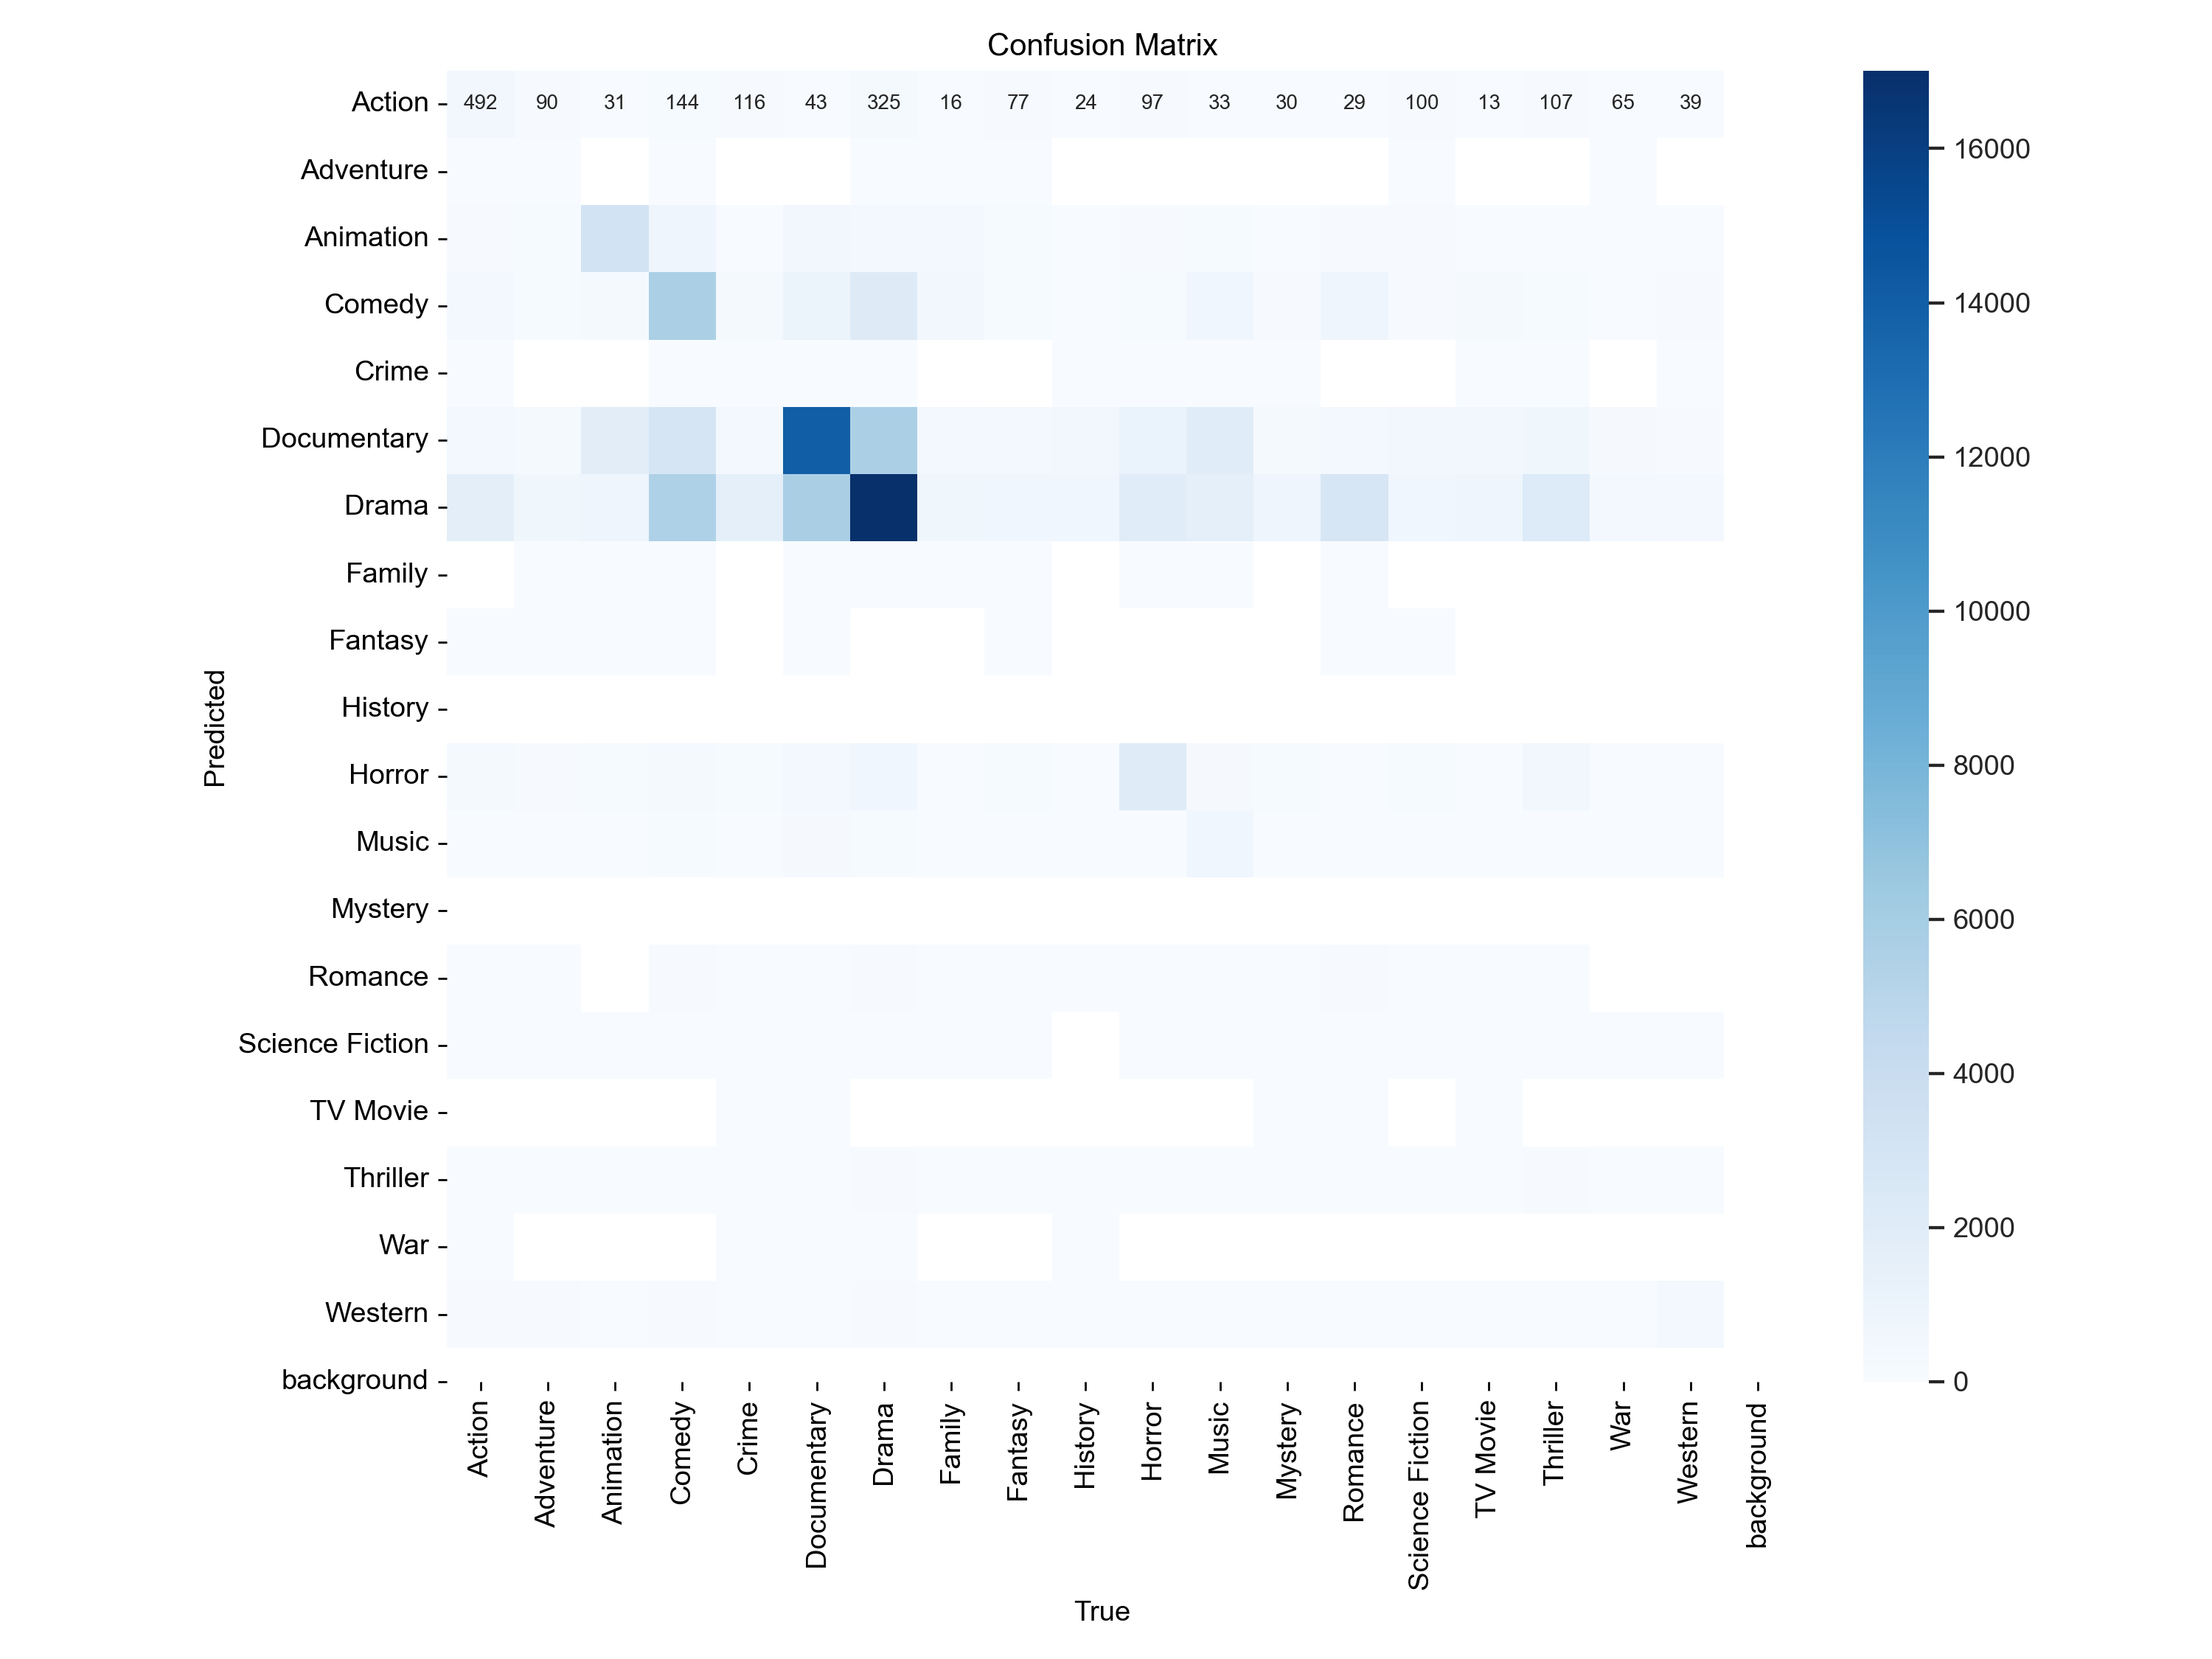 Confusion Matrix
Action 492 90 31 144 116 43 325 16 77 24 97 33 30 29 100 13 107 65 39
Adventure
Animation
Comedy
Crime
Documentary
Drama
Family
Fantasy
History
Horror
Music
Mystery
Romance
Science Fiction
TV Movie
Thriller
War
Western
background
Predicted
Action
Adventure
Animation
Comedy
Crime
Documentary
Drama
Family
Fantasy
History
Horror
Music
Mystery
Romance
Science Fiction
TV Movie
Thriller
War
Western
background
True
16000
14000
12000
10000
8000
6000
4000
2000
0